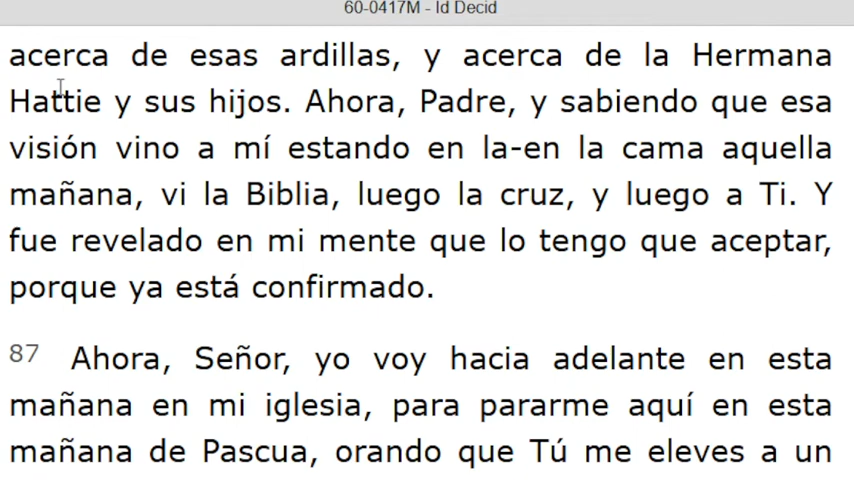 60-0417M - Id Decid
acerca de esas ardillas, y acerca de la Hermana
Hattie y sus hijos. Ahora, Padre, y sabiendo que esa
visión vino a mí estando en la-en la cama aquella
mañana, vi la Biblia, luego la cruz, y luego a Ti. Y
fue revelado en mi mente que lo tengo que aceptar,
porque ya está confirmado.
87 Ahora, Señor, yo voy hacia adelante en esta
mañana en mi iglesia, para pararme aquí en esta
mañana de Pascua, orando que Tú me eleves a un